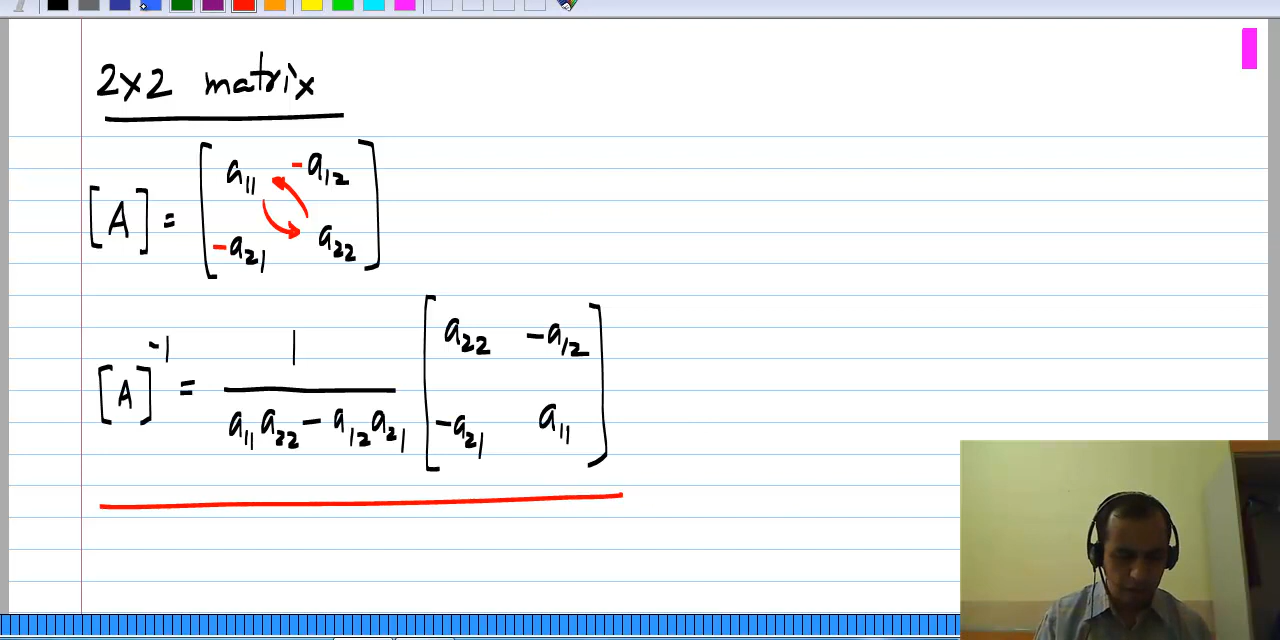 2x2 matrix
[A] = [a₁₁ -a₁₂
-a₂₁ a₂₂]
[A]⁻¹ = 1 / (a₁₁a₂₂ - a₁₂a₂₁) [a₂₂ -a₁₂
-a₂₁ a₁₁]